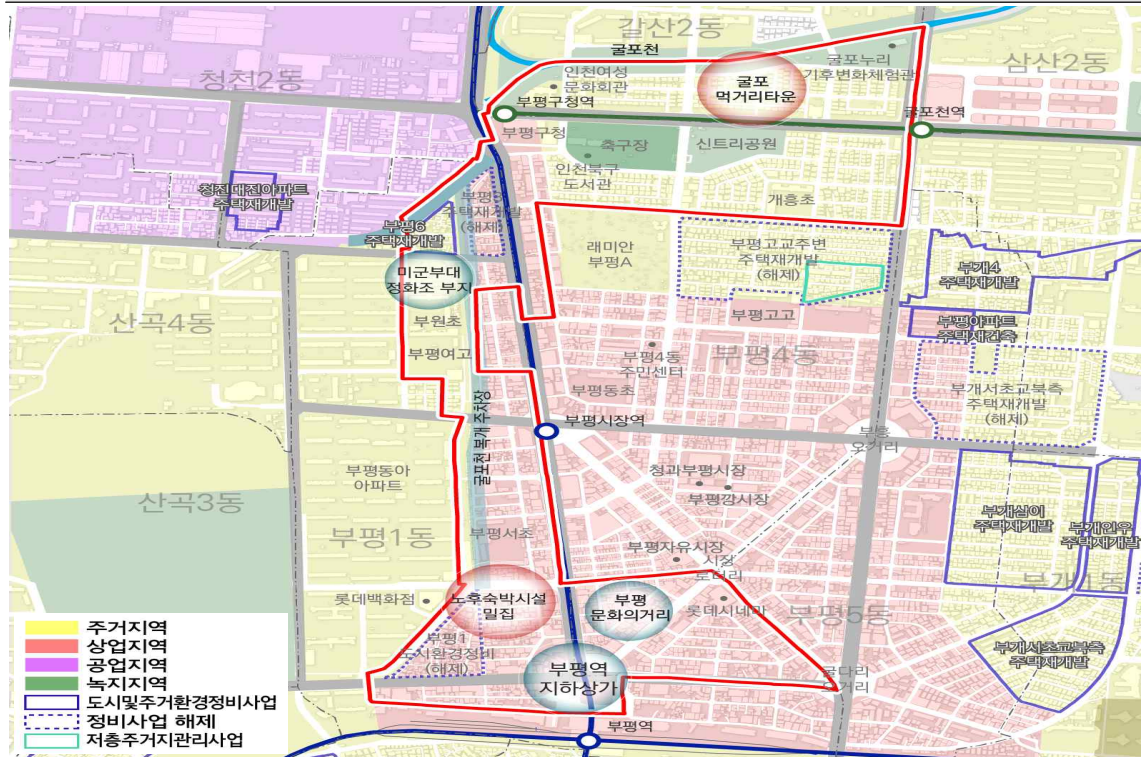 갈산2동
굴포천
굴포누리
기후변화체험관
인천여성
문화회관
굴포
먹거리타운
삼산2동
청천2동
부평구청역
굴포천역
부평구청
축구장
신트리공원
인천북구
도서관
청천대진아파트
주택재개발
개흥초
주택재개발
(해제)
부평6
주택재개발
래미안
부평A
부평고교주변
주택재개발
(해제)
미군부대
정화조 부지
부개4
주택재개발
산곡4동
부원초
부평고고
부평아파트
주택재건축
부평여고
부평4동
주민센터
부평4동
부평동초
부개서초교북측
주택재개발
(해제)
부평시장역
부흥
오거리
굴포천 복개 주차장
부평동아
아파트
청과부평시장
부평깡시장
산곡3동
부평1동
부평서초
부평자유시장
시장
로터리
부개삼이
주택재개발
부개인우
주택재개발
부개1동
롯데백화점
노후숙박시설
밀집
부평
문화의거리
롯데시네마
부평5동
부평1
도시환경정비
(해제)
부평역
지하상가
굴다리
오거리
부개서초교북측
주택재개발
부평역
주거지역
상업지역
공업지역
녹지지역
도시및주거환경정비사업
정비사업 해제
저층주거지관리사업